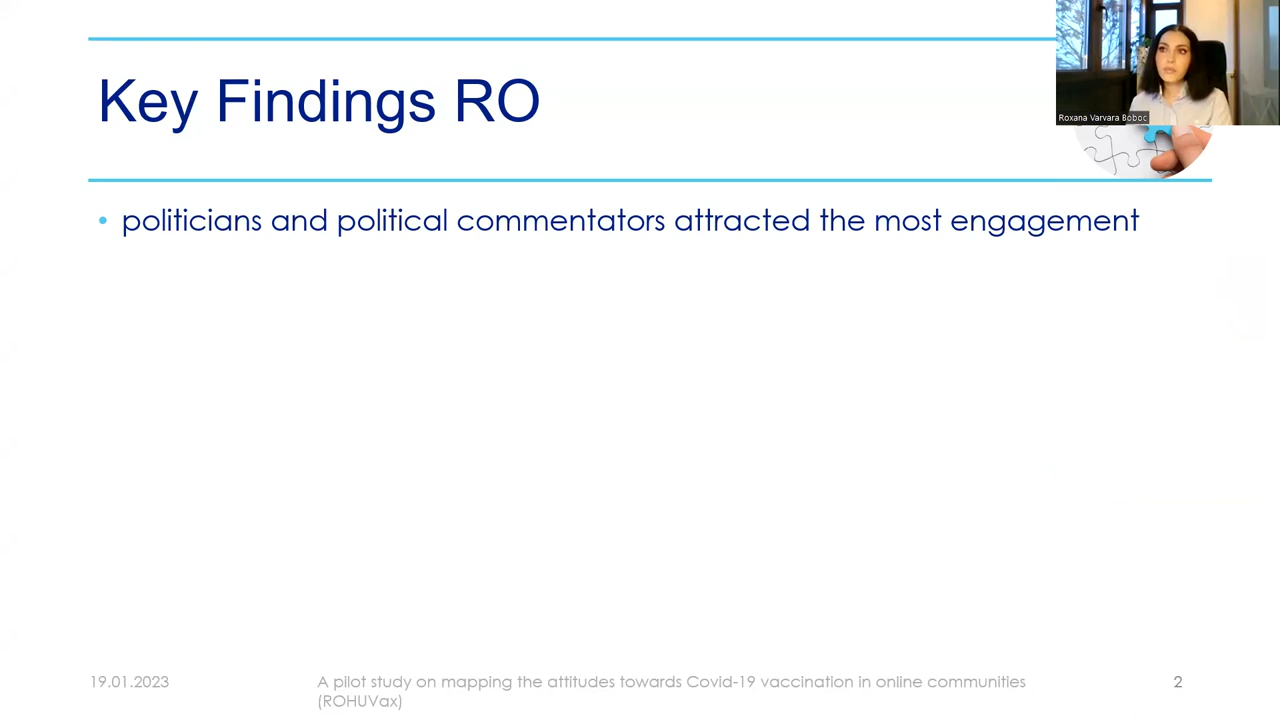 Key Findings RO
Roxana Varvara Boboc
• politicians and political commentators attracted the most engagement
19.01.2023
A pilot study on mapping the attitudes towards Covid-19 vaccination in online communities
(ROHUVax)
2